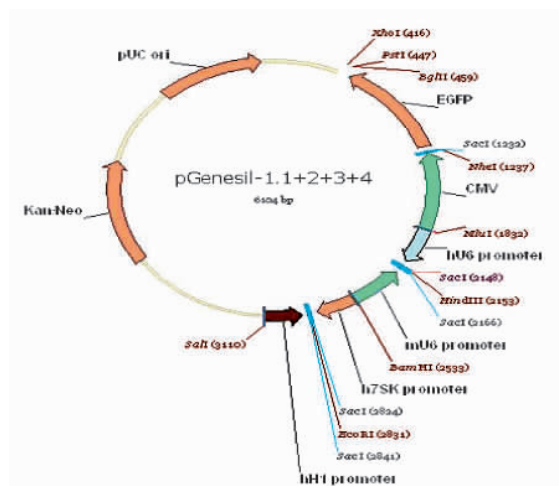 XhoI (416)
PstI (447)
BglII (459)
pUC ori
EGFP
SacI (1232)
NheI (1237)
pGenesil-1.1+2+3+4
6104 bp
CMV
Kan/Neo
MluI (1832)
hU6 promoter
SacI (2148)
HindIII (2153)
SacI (2166)
SalI (3110)
mU6 promoter
BamHI (2533)
h7SK promoter
SacI (2824)
EcoRI (2831)
SacI (2841)
hH1 promoter